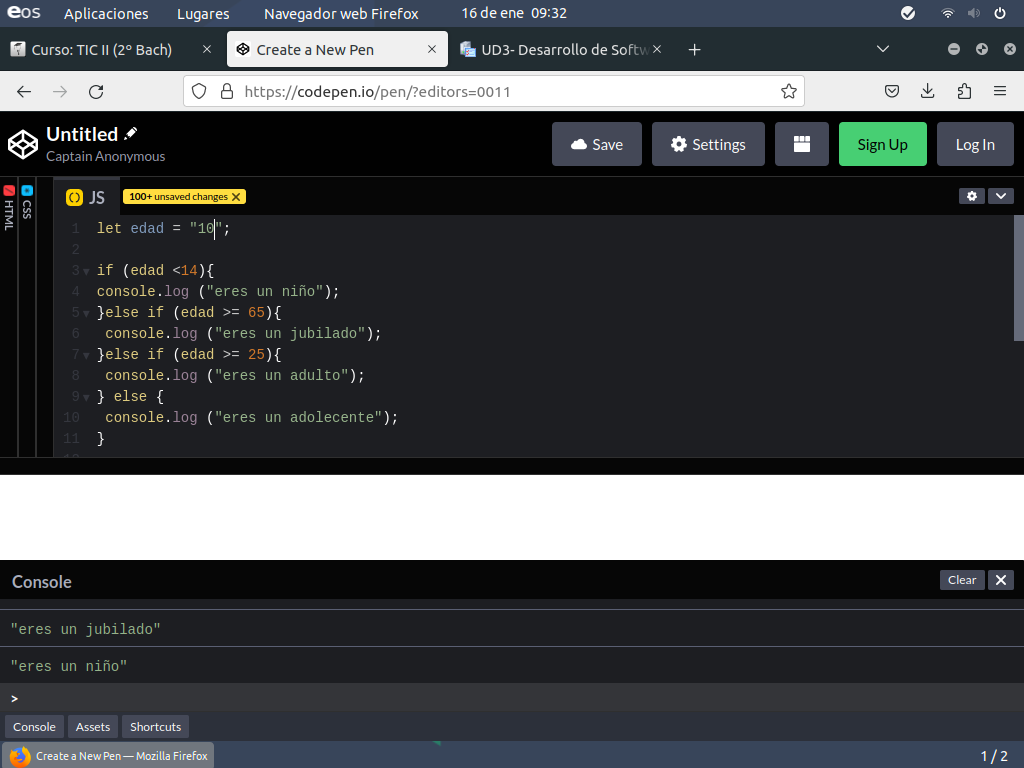 eos Aplicaciones Lugares Navegador web Firefox 16 de ene 09:32
Curso: TIC II (2º Bach) Create a New Pen UD3- Desarrollo de Softw
https://codepen.io/pen/?editors=0011
Untitled
Captain Anonymous
Save Settings Sign Up Log In
HTML
CSS
() JS 100+ unsaved changes X
1 let edad = "10";
2
3 if (edad <14){
4 console.log ("eres un niño");
5 }else if (edad >= 65){
6 console.log ("eres un jubilado");
7 }else if (edad >= 25){
8 console.log ("eres un adulto");
9 } else {
10 console.log ("eres un adolecente");
11 }
Console Clear X
"eres un jubilado"
"eres un niño"
>
Console Assets Shortcuts
Create a New Pen — Mozilla Firefox 1 / 2